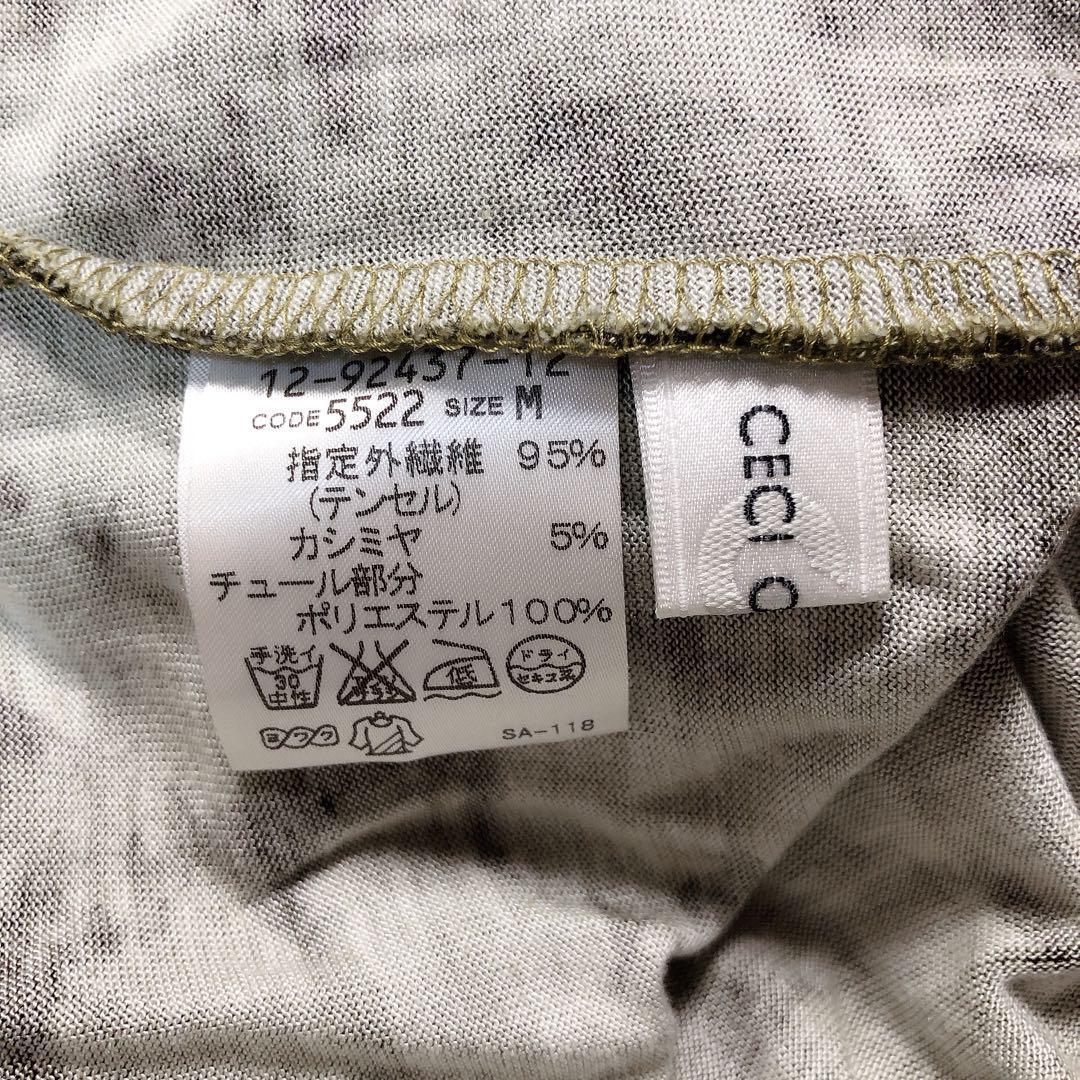 12-92437-12
CODE 5522 SIZE M
指定外繊維 95%
(テンセル)
カシミヤ 5%
チュール部分
ポリエステル100%
手洗イ
30
中性
低
ドライ
セキユ系
ヨワク
SA-118
CECI